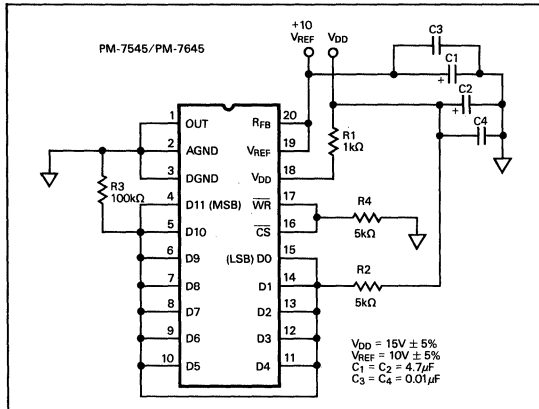 PM-7545/PM-7645
+10
VREF
VDD
C3
C1
+
C2
+
C4
R1
1kΩ
R3
100kΩ
R4
5kΩ
R2
5kΩ
1 OUT
2 AGND
3 DGND
4 D11 (MSB)
5 D10
6 D9
7 D8
8 D7
9 D6
10 D5
RFB 20
VREF 19
VDD 18
W̅R̅ 17
C̅S̅ 16
(LSB) D0 15
D1 14
D2 13
D3 12
D4 11
VDD = 15V ± 5%
VREF = 10V ± 5%
C1 = C2 = 4.7µF
C3 = C4 = 0.01µF